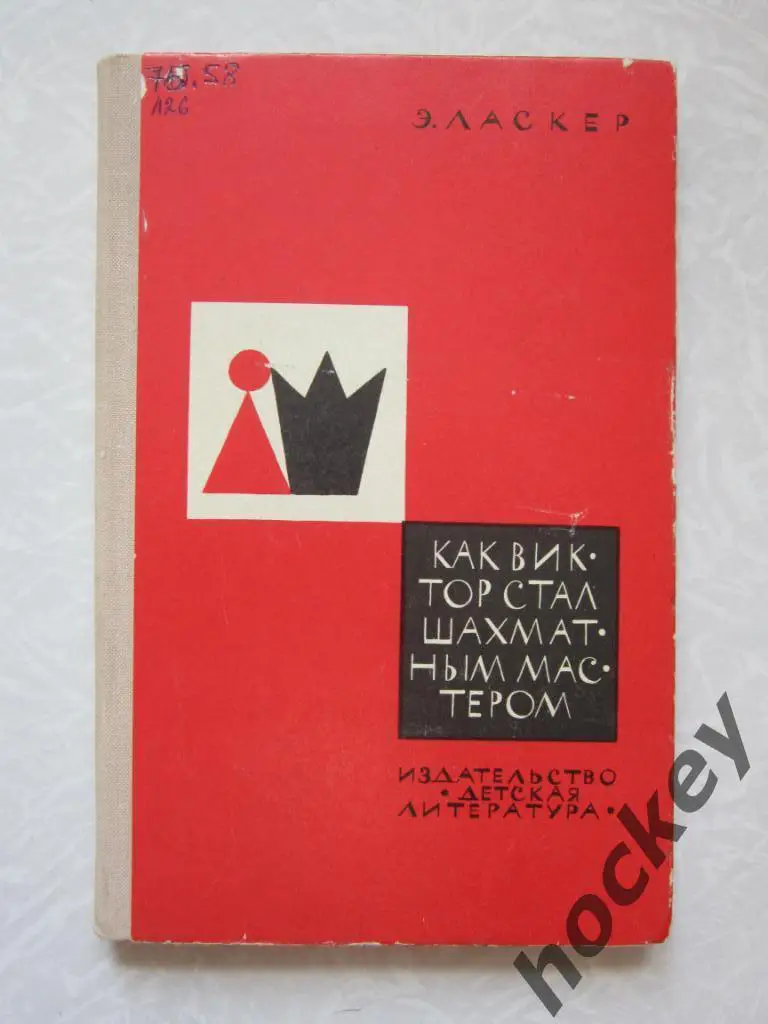 Э. ЛАСКЕР
КАК ВИК·
ТОР СТАЛ
ШАХМАТ·
НЫМ МАС·
ТЕРОМ
ИЗДАТЕЛЬСТВО
·ДЕТСКАЯ
ЛИТЕРАТУРА·
hockey